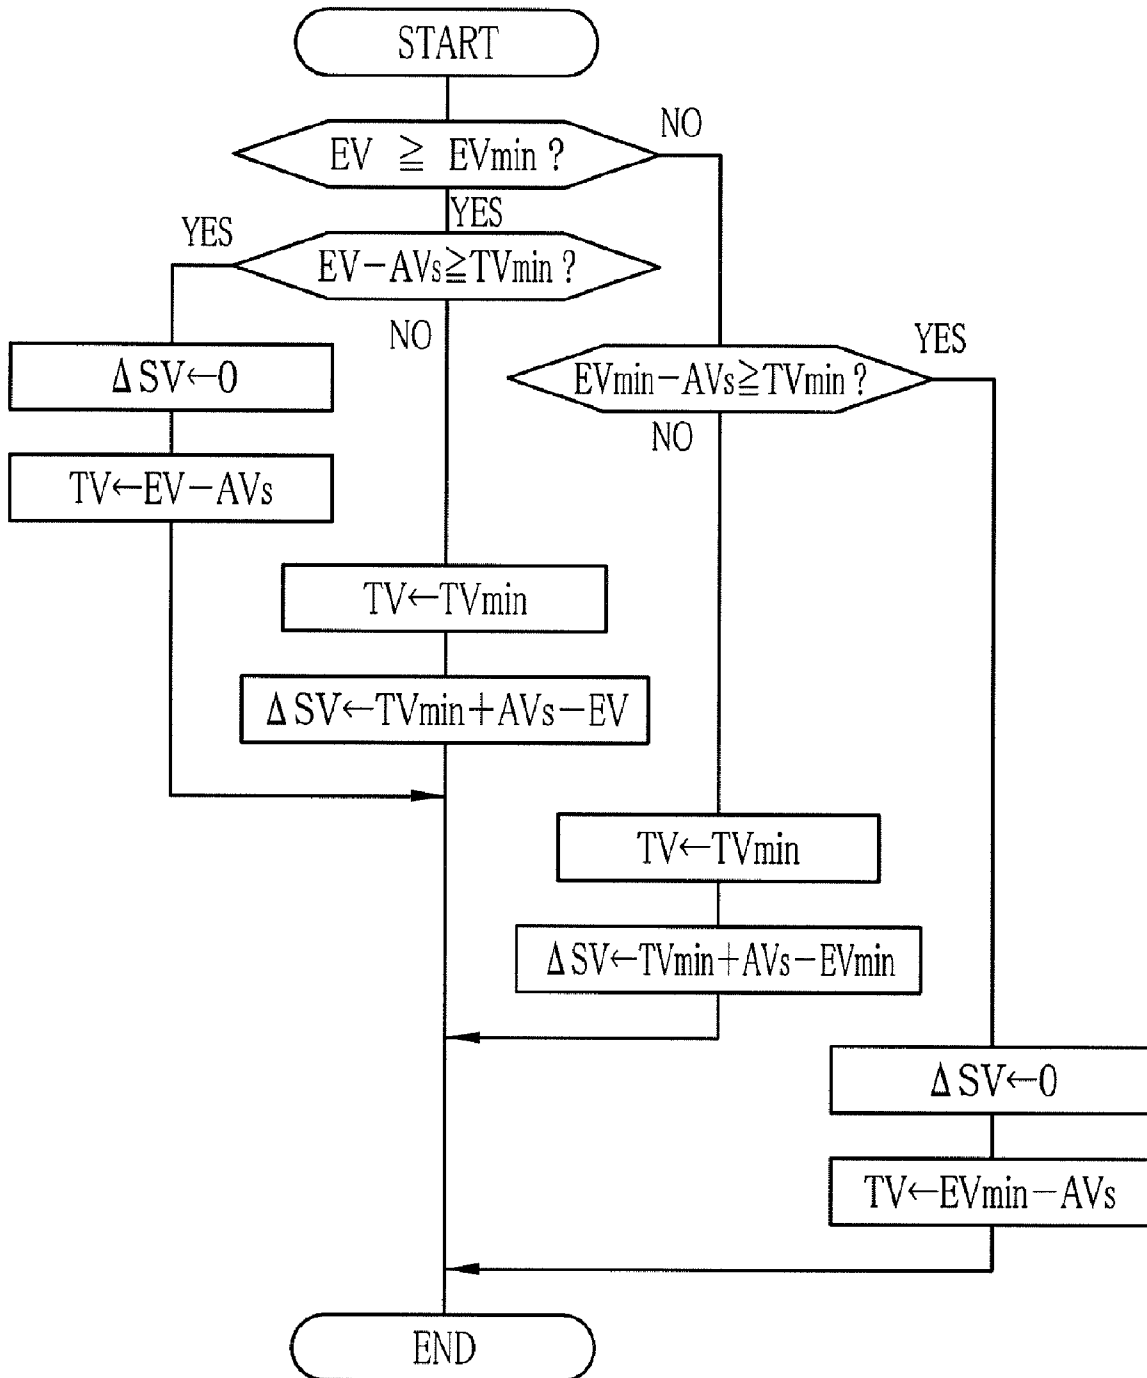 START
NO
EV ≧ EVmin ?
YES
YES
EV−AVs≧TVmin ?
NO
YES
ΔSV←0
EVmin−AVs≧TVmin ?
NO
TV←EV−AVs
TV←TVmin
ΔSV←TVmin+AVs−EV
TV←TVmin
ΔSV←TVmin+AVs−EVmin
ΔSV←0
TV←EVmin−AVs
END